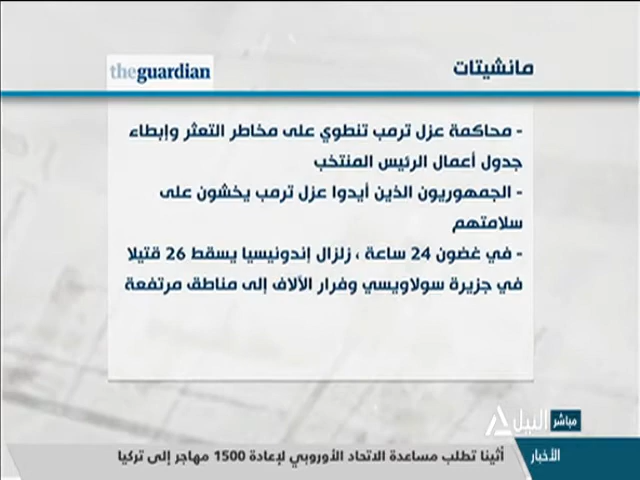 theguardian
مانشيتات
- محاكمة عزل ترمب تنطوي على مخاطر التعثر وإبطاء
جدول أعمال الرئيس المنتخب
- الجمهوريون الذين أيدوا عزل ترمب يخشون على
سلامتهم
- في غضون 24 ساعة ، زلزال إندونيسيا يسقط 26 قتيلا
في جزيرة سولاويسي وفرار الآلاف إلى مناطق مرتفعة
مباشر النيل
الأخبار
أثينا تطلب مساعدة الاتحاد الأوروبي لإعادة 1500 مهاجر إلى تركيا